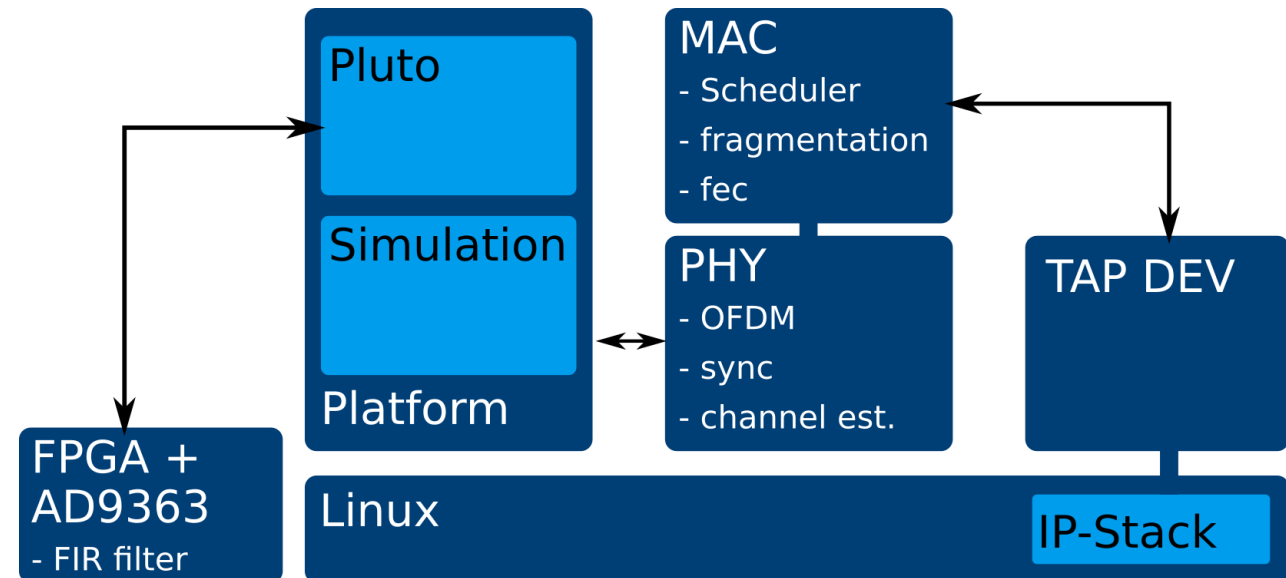 Pluto
Simulation
Platform
MAC
- Scheduler
- fragmentation
- fec
PHY
- OFDM
- sync
- channel est.
TAP DEV
FPGA +
AD9363
- FIR filter
Linux
IP-Stack